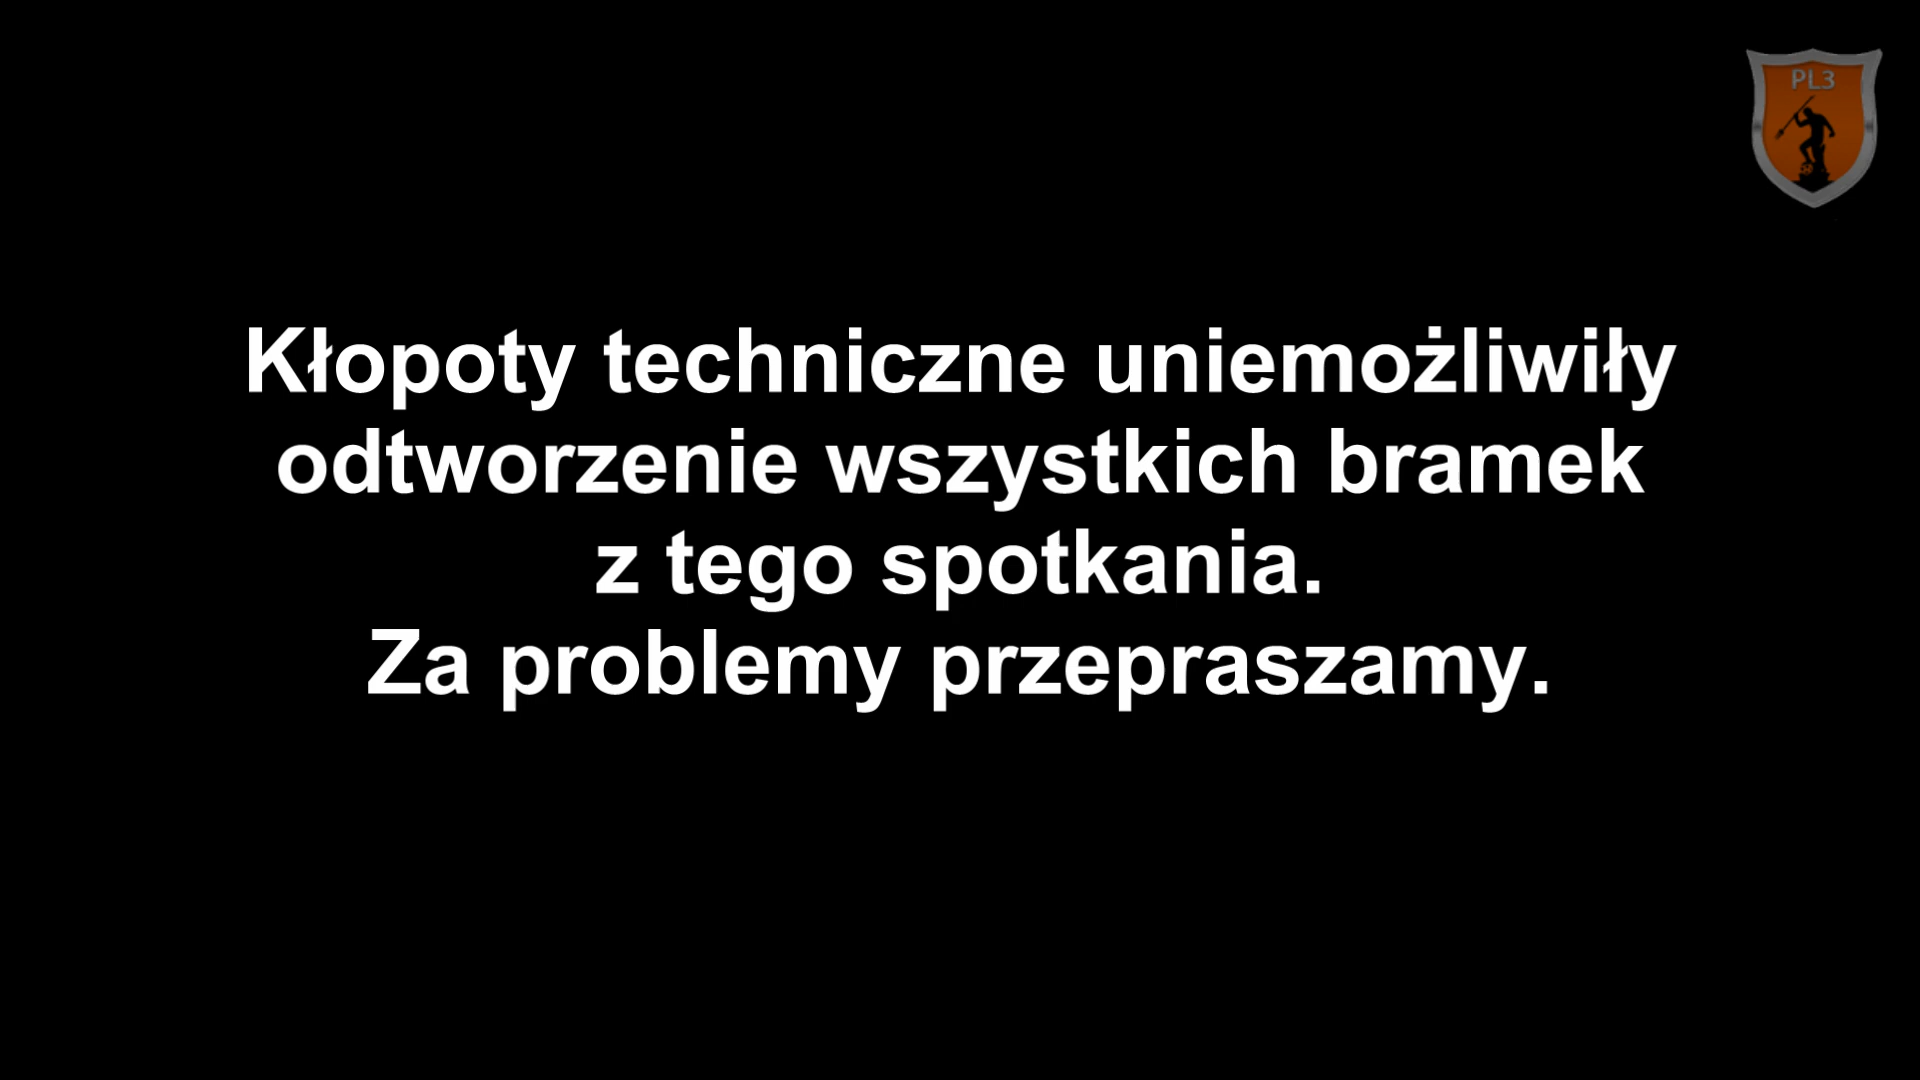 PL3
Kłopoty techniczne uniemożliwiły
odtworzenie wszystkich bramek
z tego spotkania.
Za problemy przepraszamy.